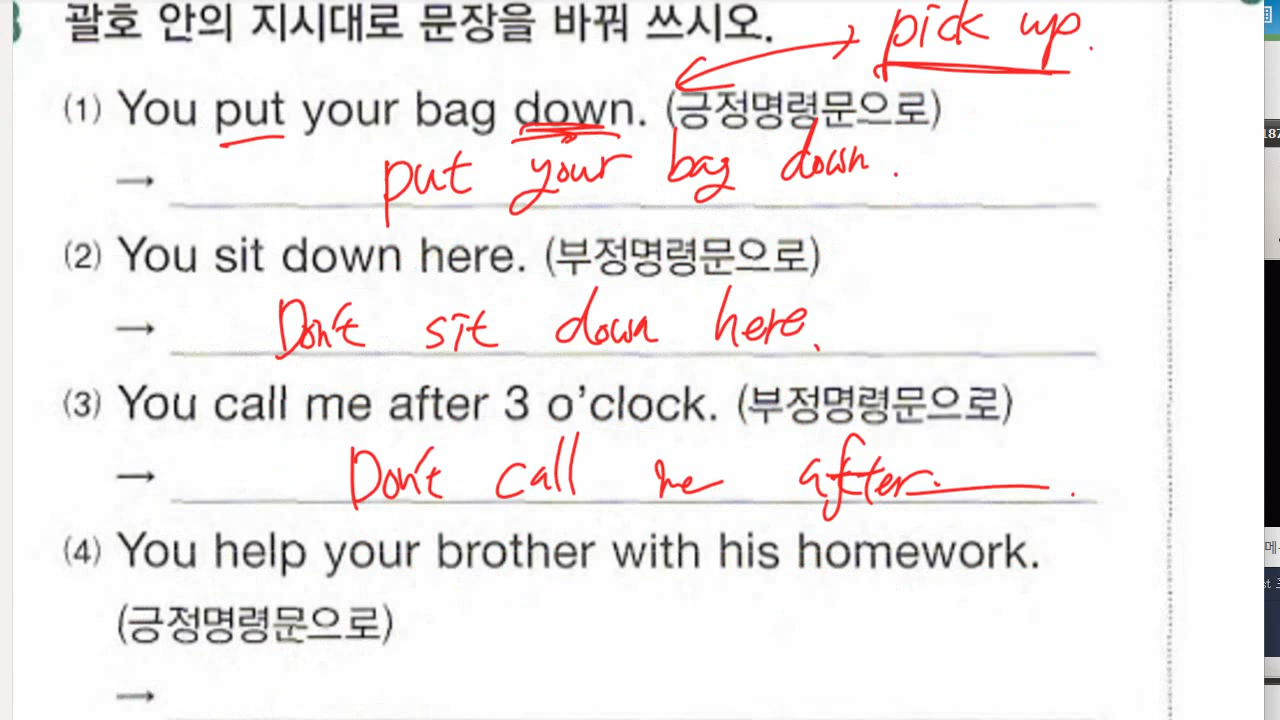 괄호 안의 지시대로 문장을 바꿔 쓰시오.
pick up.
(1) You put your bag down. (긍정명령문으로)
→ put your bag down.
(2) You sit down here. (부정명령문으로)
→ Don't sit down here.
(3) You call me after 3 o'clock. (부정명령문으로)
→ Don't call me after
(4) You help your brother with his homework.
(긍정명령문으로)
→